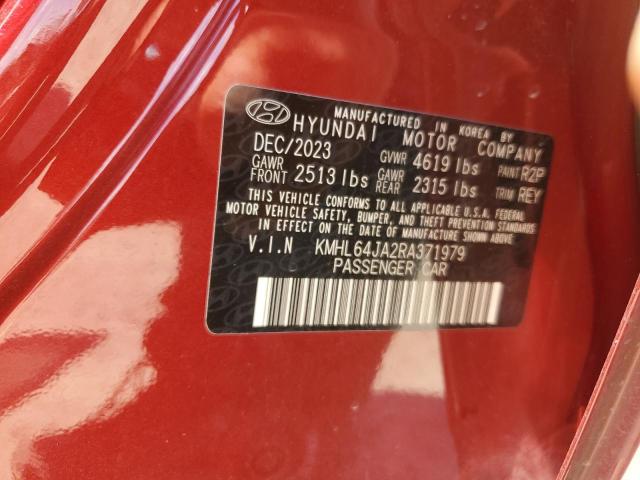 MANUFACTURED IN KOREA BY
HYUNDAI MOTOR COMPANY
DEC/2023 GVWR 4619 lbs PAINT R2P
GAWR FRONT 2513 lbs GAWR REAR 2315 lbs TRIM REY
THIS VEHICLE CONFORMS TO ALL APPLICABLE U.S.A. FEDERAL
MOTOR VEHICLE SAFETY, BUMPER, AND THEFT PREVENTION STANDARDS
IN EFFECT ON THE DATE OF MANUFACTURE SHOWN ABOVE.
V.I.N KMHL64JA2RA371979
PASSENGER CAR